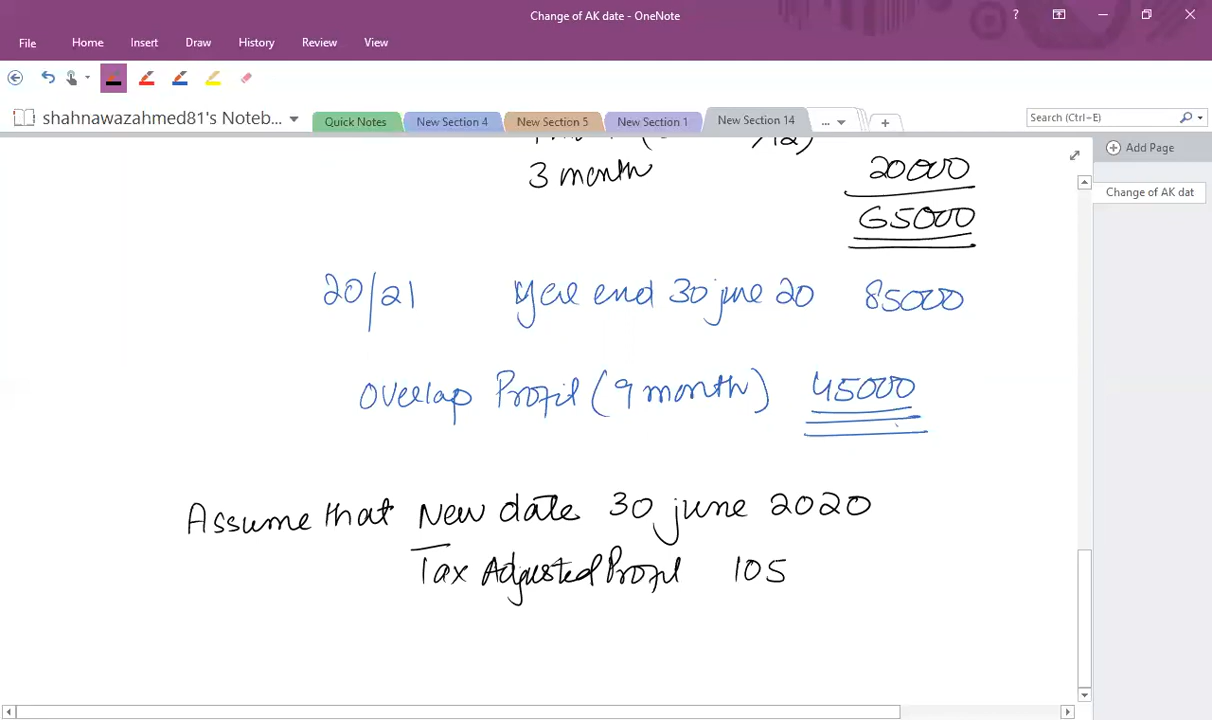 Change of AK date - OneNote
?
File Home Insert Draw History Review View
shahnawazahmed81's Noteb...
Quick Notes New Section 4 New Section 5 New Section 1 New Section 14 ...
Search (Ctrl+E)
Add Page
Change of AK dat
20000
3 month
65000
20/21 year end 30 june 20 85000
Overlap Profit (9 month) 45000
Assume that New date 30 june 2020
Tax Adjusted Profit 105